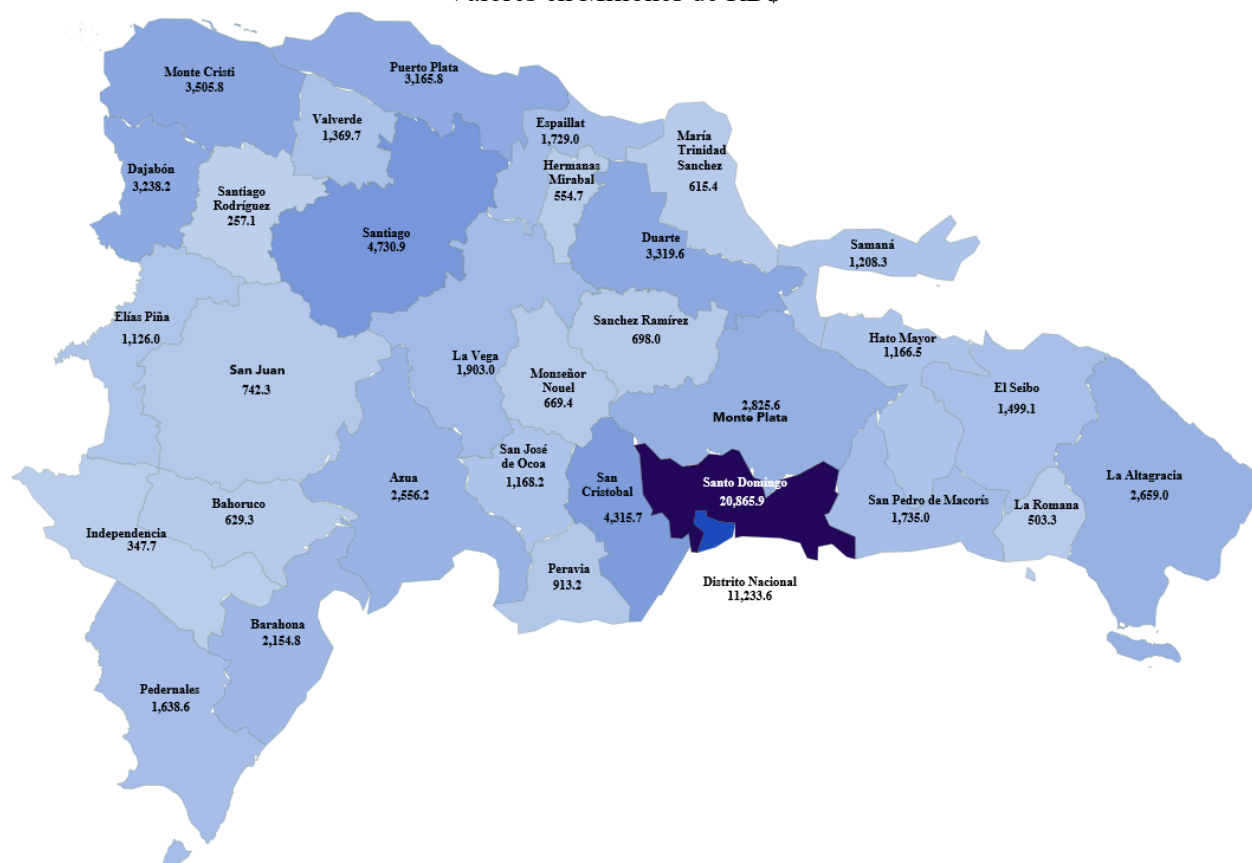 Valores en Millones de RD$
Monte Cristi
3,505.8
Puerto Plata
3,165.8
Valverde
1,369.7
Espaillat
1,729.0
María
Trinidad
Sanchez
615.4
Dajabón
3,238.2
Santiago
Rodríguez
257.1
Hermanas
Mirabal
554.7
Santiago
4,730.9
Duarte
3,319.6
Samaná
1,208.3
Elías Piña
1,126.0
San Juan
742.3
La Vega
1,903.0
Sanchez Ramírez
698.0
Hato Mayor
1,166.5
Monseñor
Nouel
669.4
El Seibo
1,499.1
2,825.6
Monte Plata
San José
de Ocoa
1,168.2
Azua
2,556.2
San
Cristobal
4,315.7
Santo Domingo
20,865.9
San Pedro de Macorís
1,735.0
La Romana
503.3
La Altagracia
2,659.0
Bahoruco
629.3
Independencia
347.7
Peravia
913.2
Distrito Nacional
11,233.6
Barahona
2,154.8
Pedernales
1,638.6